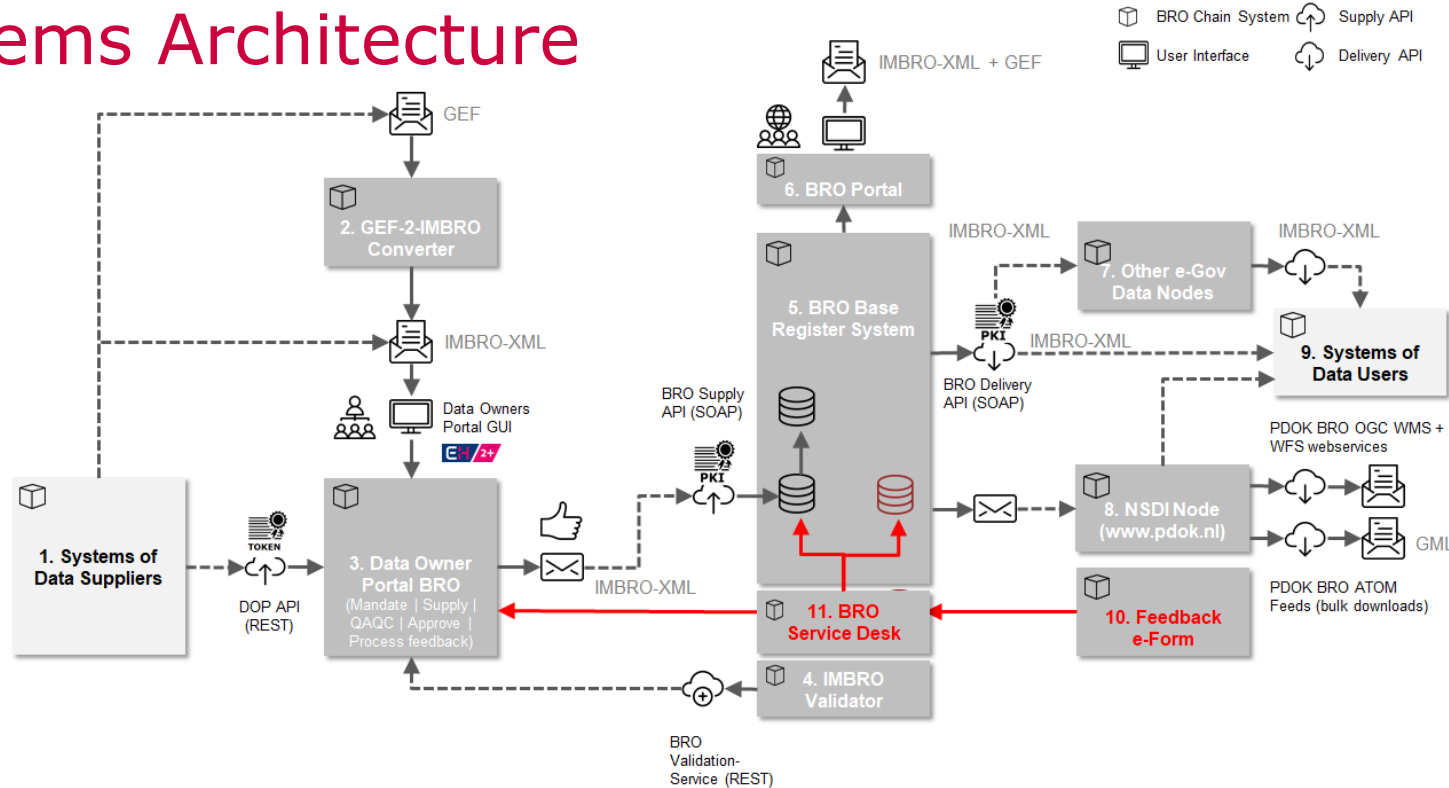 ems Architecture
BRO Chain System
Supply API
User Interface
Delivery API
IMBRO-XML + GEF
GEF
6. BRO Portal
2. GEF-2-IMBRO
Converter
IMBRO-XML
IMBRO-XML
7. Other e-Gov
Data Nodes
5. BRO Base
Register System
PKI
IMBRO-XML
IMBRO-XML
9. Systems of
Data Users
BRO Delivery
API (SOAP)
BRO Supply
API (SOAP)
Data Owners
Portal GUI
EH/2+
PDOK BRO OGC WMS +
WFS webservices
PKI
8. NSDI Node
(www.pdok.nl)
GML
1. Systems of
Data Suppliers
TOKEN
DOP API
(REST)
3. Data Owner
Portal BRO
(Mandate | Supply |
QAQC | Approve |
Process feedback)
IMBRO-XML
PDOK BRO ATOM
Feeds (bulk downloads)
11. BRO
Service Desk
10. Feedback
e-Form
4. IMBRO
Validator
BRO
Validation-
Service (REST)